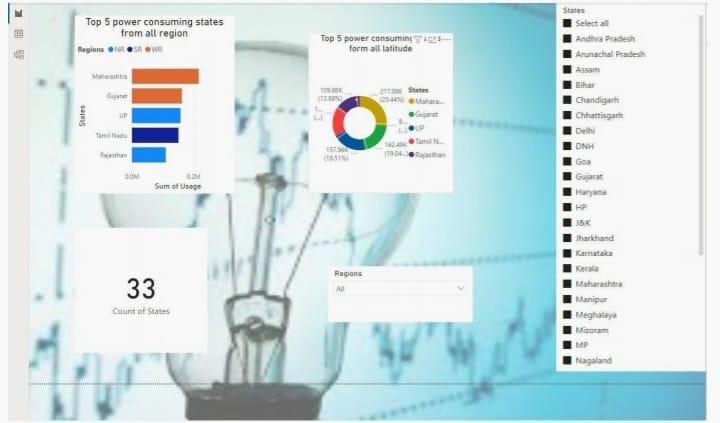 Top 5 power consuming states
from all region
Regions NR SR WR
States
Maharashtra
Gujarat
UP
Tamil Nadu
Rajasthan
0.0M 0.2M
Sum of Usage
Top 5 power consuming
form all latitude
109.88K
(12.88%)
217.08K
(25.44%)
162.49K
(19.04...)
157.96K
(18.51%)
States
Mahara...
Gujarat
UP
Tamil N...
Rajasthan
33
Count of States
Regions
All
States
Select all
Andhra Pradesh
Arunachal Pradesh
Assam
Bihar
Chandigarh
Chhattisgarh
Delhi
DNH
Goa
Gujarat
Haryana
HP
J&K
Jharkhand
Karnataka
Kerala
Maharashtra
Manipur
Meghalaya
Mizoram
MP
Nagaland